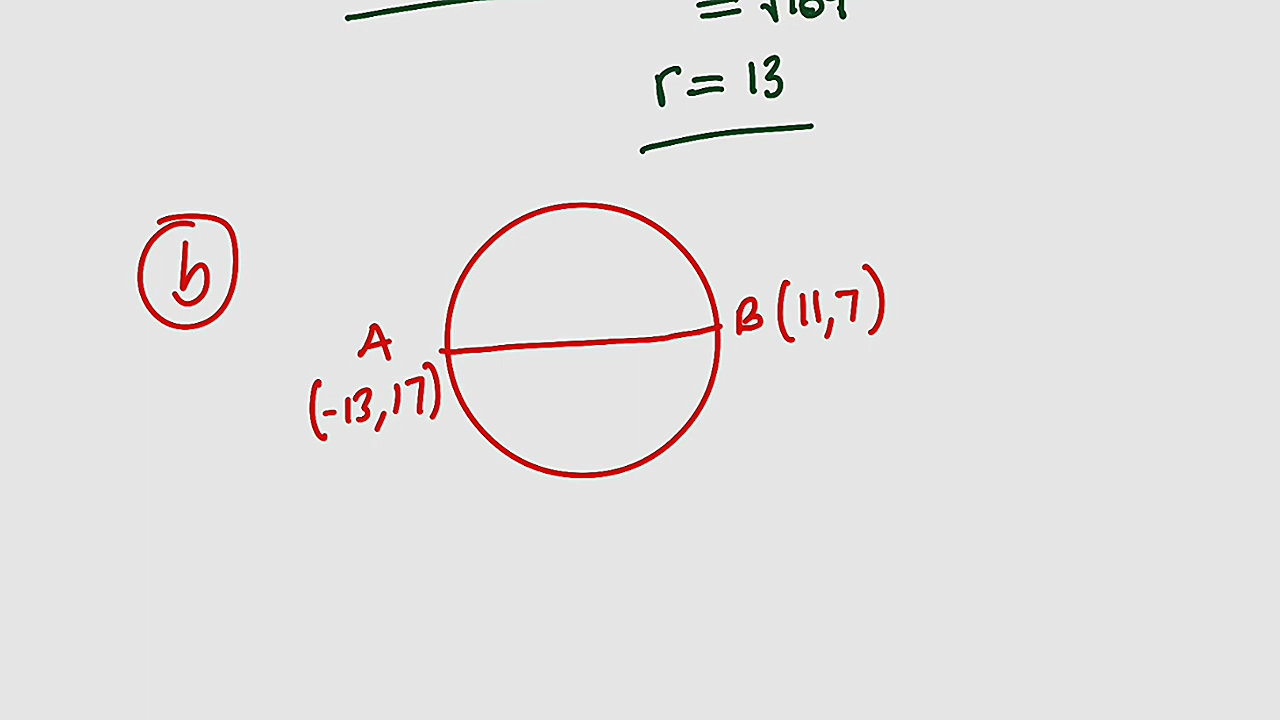 r = 13
b
A
(-13,17)
B (11,7)